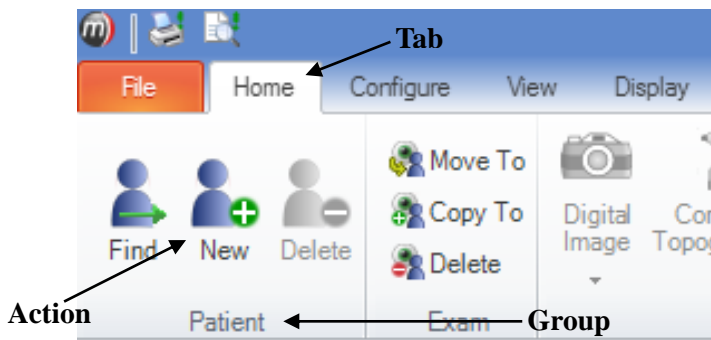 Tab
File Home Configure View Display
Move To
Copy To
Delete
Find New Delete
Digital
Image
Action
Patient
Exam
Group